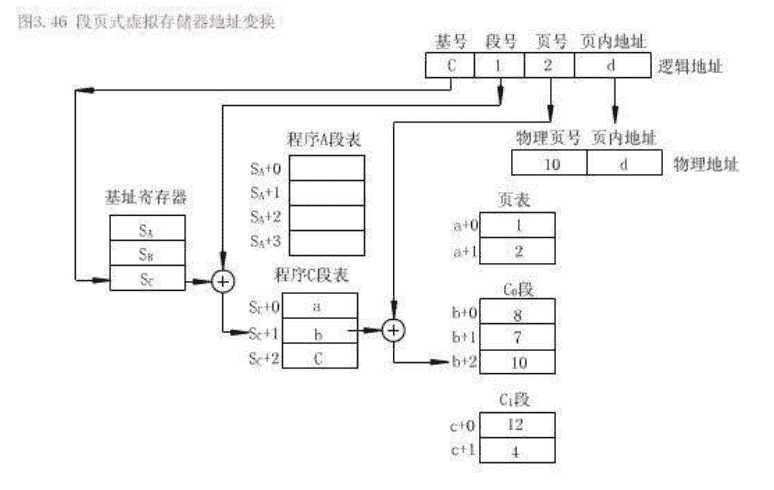 图3.46 段页式虚拟存储器地址变换
基号 段号 页号 页内地址
C 1 2 d 逻辑地址
物理页号 页内地址
10 d 物理地址
程序A段表
SA+0
SA+1
SA+2
SA+3
基址寄存器
SA
SB
SC
程序C段表
SC+0 a
SC+1 b
SC+2 C
页表
a+0 1
a+1 2
C0段
b+0 8
b+1 7
b+2 10
C1段
c+0 12
c+1 4